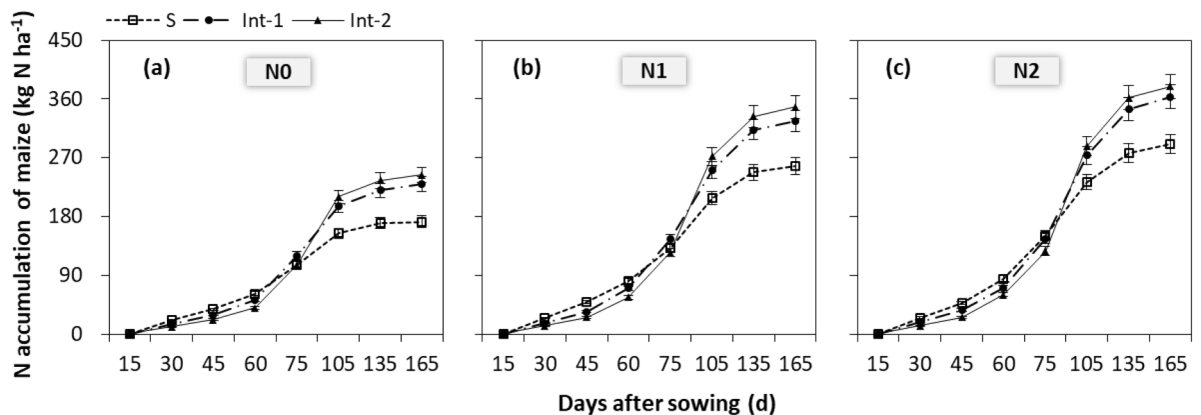 S Int-1 Int-2
N accumulation of maize (kg N ha⁻¹)
450
360
270
180
90
0
(a) N0
(b) N1
(c) N2
15 30 45 60 75 105 135 165
15 30 45 60 75 105 135 165
15 30 45 60 75 105 135 165
Days after sowing (d)